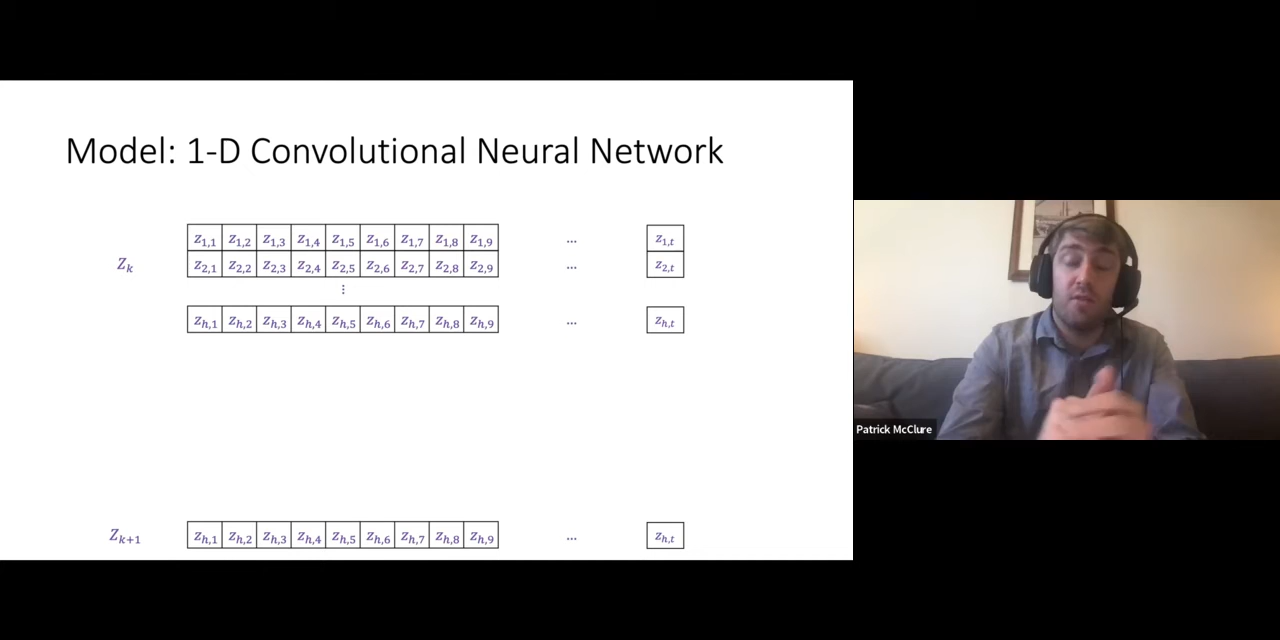 Model: 1-D Convolutional Neural Network
Z_k z_{1,1} z_{1,2} z_{1,3} z_{1,4} z_{1,5} z_{1,6} z_{1,7} z_{1,8} z_{1,9} ... z_{1,t}
z_{2,1} z_{2,2} z_{2,3} z_{2,4} z_{2,5} z_{2,6} z_{2,7} z_{2,8} z_{2,9} ... z_{2,t}
⋮
z_{h,1} z_{h,2} z_{h,3} z_{h,4} z_{h,5} z_{h,6} z_{h,7} z_{h,8} z_{h,9} ... z_{h,t}
Z_{k+1} z_{h,1} z_{h,2} z_{h,3} z_{h,4} z_{h,5} z_{h,6} z_{h,7} z_{h,8} z_{h,9} ... z_{h,t}
Patrick McClure